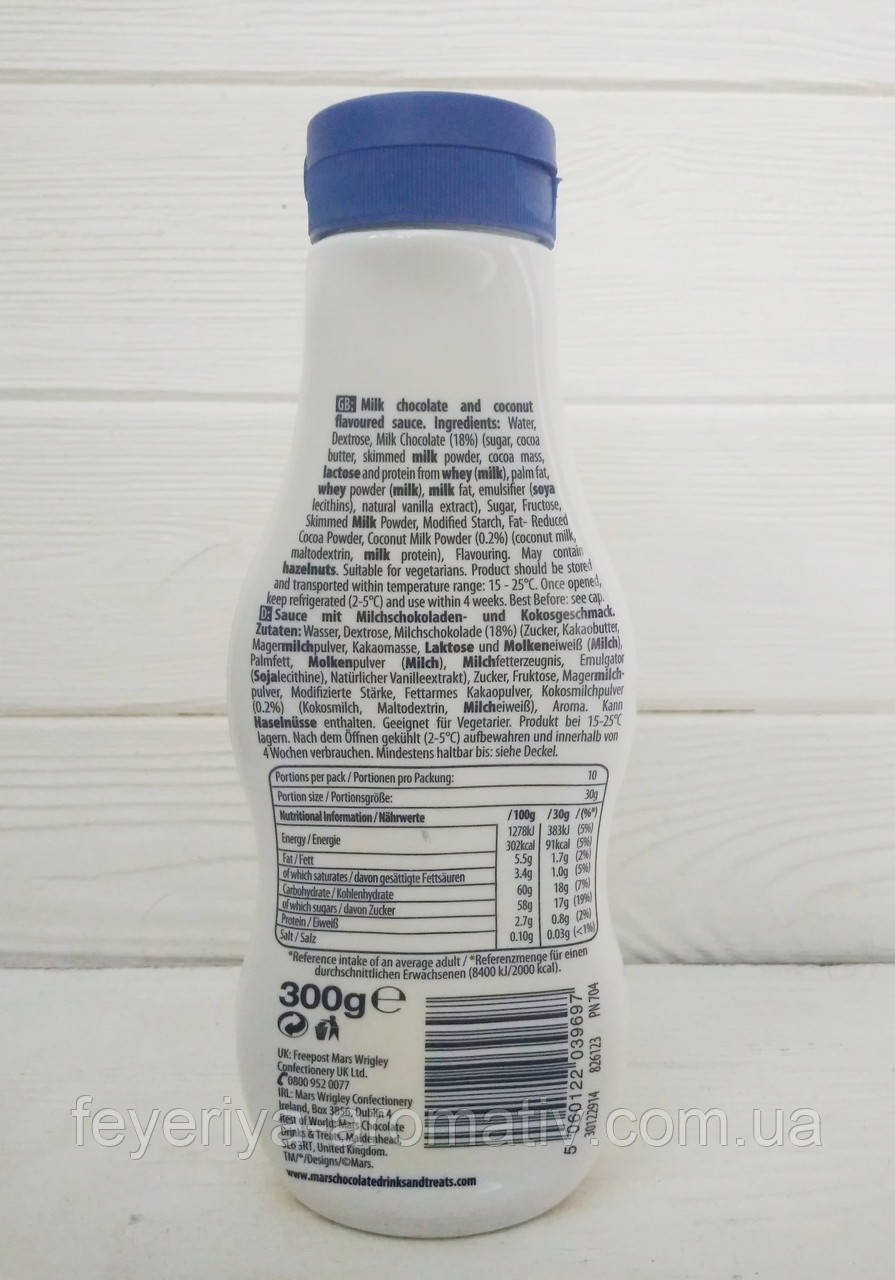 GB: Milk chocolate and coconut
flavoured sauce. Ingredients: Water,
Dextrose, Milk Chocolate (18%) (sugar, cocoa
butter, skimmed milk powder, cocoa mass,
lactose and protein from whey (milk), palm fat,
whey powder (milk), milk fat, emulsifier (soya
lecithins), natural vanilla extract), Sugar, Fructose,
Skimmed Milk Powder, Modified Starch, Fat- Reduced
Cocoa Powder, Coconut Milk Powder (0.2%) (coconut milk,
maltodextrin, milk protein), Flavouring. May contain
hazelnuts. Suitable for vegetarians. Product should be stored
and transported within temperature range: 15 - 25°C. Once opened,
keep refrigerated (2-5°C) and use within 4 weeks. Best Before: see cap.
D: Sauce mit Milchschokoladen- und Kokosgeschmack.
Zutaten: Wasser, Dextrose, Milchschokolade (18%) (Zucker, Kakaobutter,
Magermilchpulver, Kakaomasse, Laktose und Molkeneiweiß (Milch),
Palmfett, Molkenpulver (Milch), Milchfetterzeugnis, Emulgator
(Sojalecithine), Natürlicher Vanilleextrakt), Zucker, Fruktose, Magermilch-
pulver, Modifizierte Stärke, Fettarmes Kakaopulver, Kokosmilchpulver
(0.2%) (Kokosmilch, Maltodextrin, Milcheiweiß), Aroma. Kann
Haselnüsse enthalten. Geeignet für Vegetarier. Produkt bei 15-25°C
lagern. Nach dem Öffnen gekühlt (2-5°C) aufbewahren und innerhalb von
4 Wochen verbrauchen. Mindestens haltbar bis: siehe Deckel.
Portions per pack / Portionen pro Packung: 10
Portion size / Portionsgröße: 30g
Nutritional Information / Nährwerte /100g /30g /(%*)
Energy / Energie 1278kJ 383kJ (5%)
302kcal 91kcal (5%)
Fat / Fett 5.5g 1.7g (2%)
of which saturates / davon gesättigte Fettsäuren 3.4g 1.0g (5%)
Carbohydrate / Kohlenhydrate 60g 18g (7%)
of which sugars / davon Zucker 58g 17g (19%)
Protein / Eiweiß 2.7g 0.8g (2%)
Salt / Salz 0.10g 0.03g (<1%)
*Reference intake of an average adult / *Referenzmenge für einen
durchschnittlichen Erwachsenen (8400 kJ/2000 kcal).
300g℮
UK: Freepost Mars Wrigley
Confectionery UK Ltd.
0800 952 0077
IRL: Mars Wrigley Confectionery
Ireland, Box 3856, Dublin 4
Rest of World: Mars Chocolate
Drinks & Treats, Maidenhead,
SL6 3RT, United Kingdom.
TM/®/Designs/©Mars.
www.marschocolatedrinksandtreats.com
5 060122 039697
30122914 826123 PN704
feyeriya-aromativ.com.ua